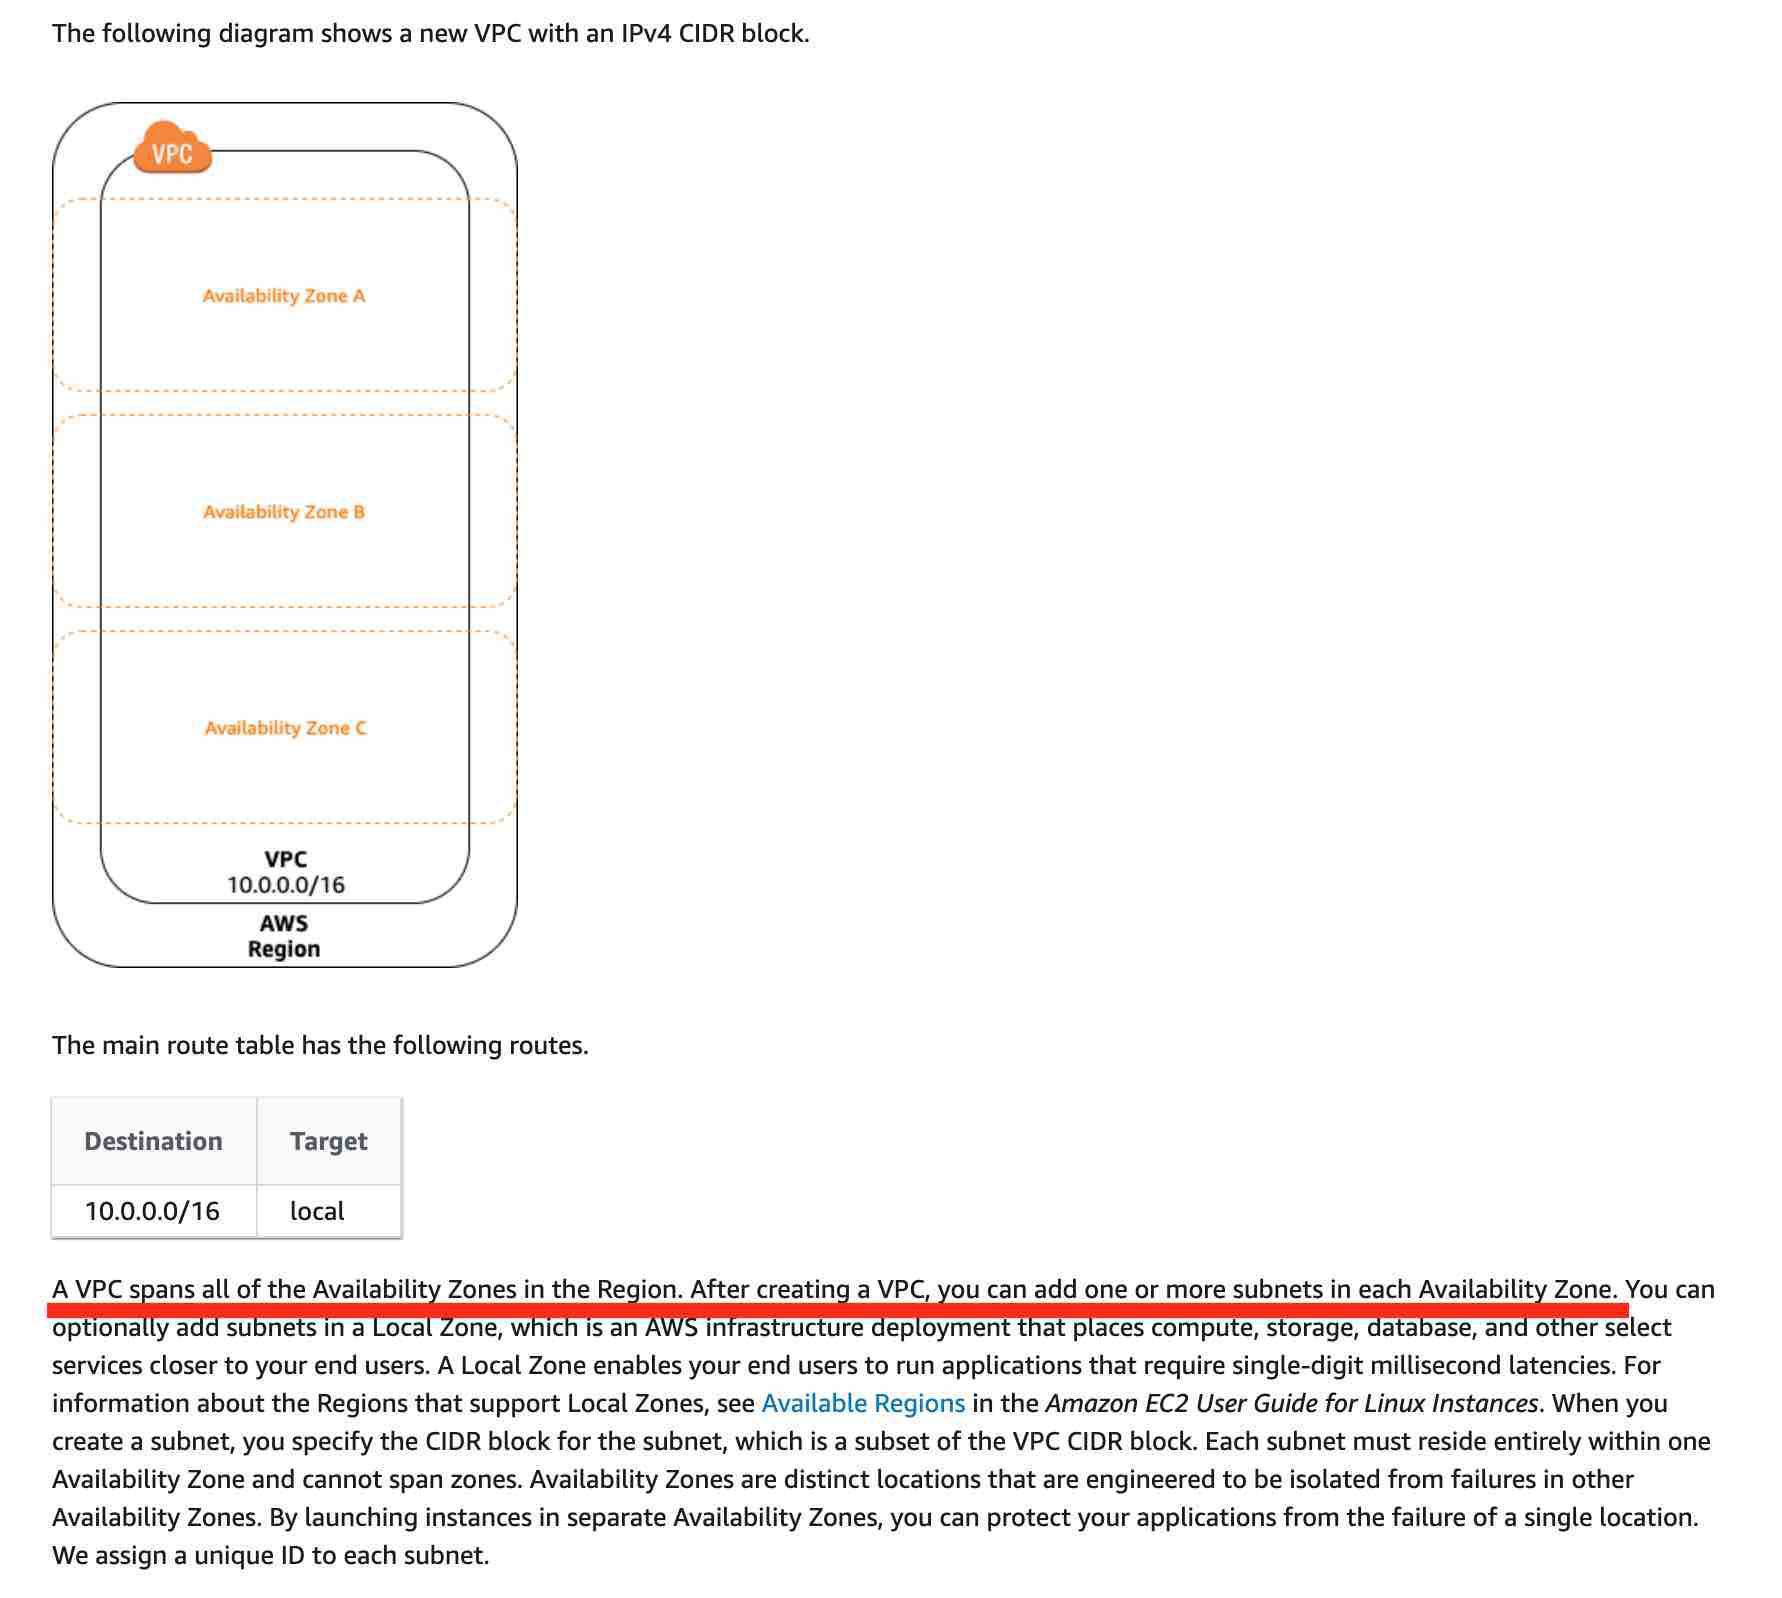 The following diagram shows a new VPC with an IPv4 CIDR block.
VPC
Availability Zone A
Availability Zone B
Availability Zone C
VPC
10.0.0.0/16
AWS
Region
The main route table has the following routes.
Destination Target
10.0.0.0/16 local
A VPC spans all of the Availability Zones in the Region. After creating a VPC, you can add one or more subnets in each Availability Zone. You can
optionally add subnets in a Local Zone, which is an AWS infrastructure deployment that places compute, storage, database, and other select
services closer to your end users. A Local Zone enables your end users to run applications that require single-digit millisecond latencies. For
information about the Regions that support Local Zones, see Available Regions in the Amazon EC2 User Guide for Linux Instances. When you
create a subnet, you specify the CIDR block for the subnet, which is a subset of the VPC CIDR block. Each subnet must reside entirely within one
Availability Zone and cannot span zones. Availability Zones are distinct locations that are engineered to be isolated from failures in other
Availability Zones. By launching instances in separate Availability Zones, you can protect your applications from the failure of a single location.
We assign a unique ID to each subnet.